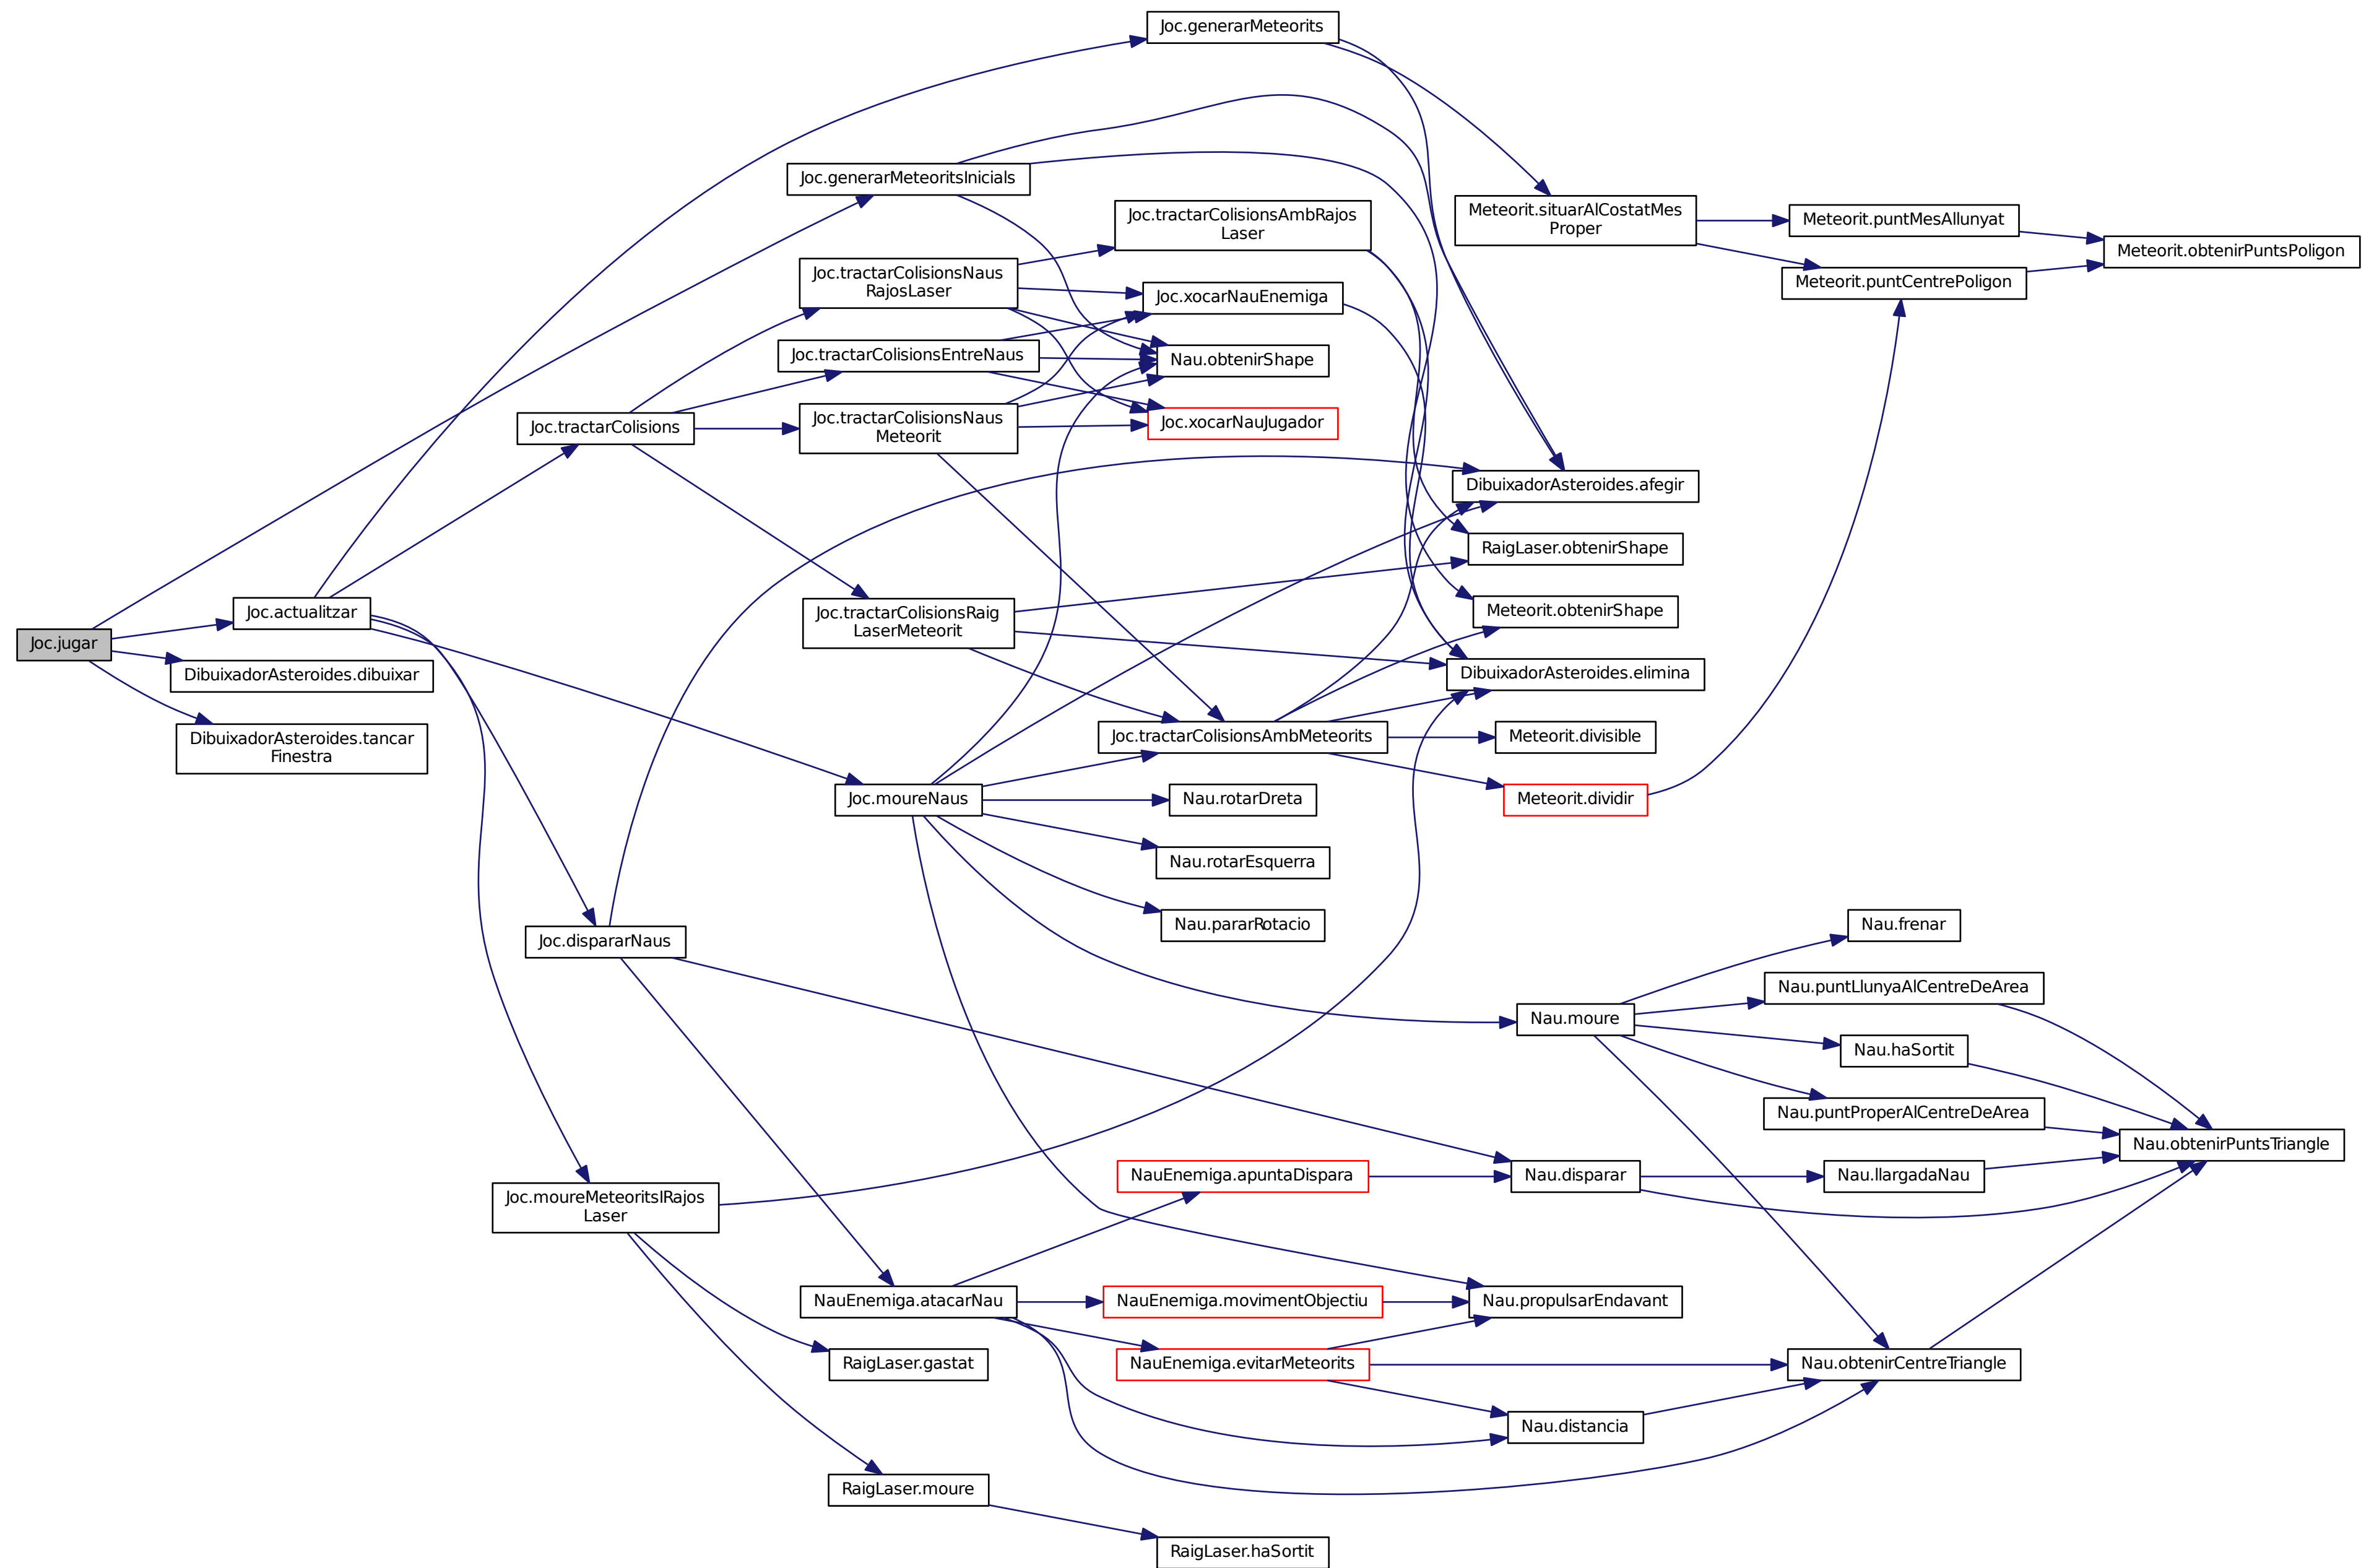 Joc.generarMeteorits
Joc.generarMeteoritsInicials
Joc.tractarColisionsAmbRajos
Laser
Meteorit.situarAlCostatMes
Proper
Meteorit.puntMesAllunyat
Meteorit.obtenirPuntsPoligon
Meteorit.puntCentrePoligon
Joc.tractarColisionsNaus
RajosLaser
Joc.xocarNauEnemiga
Joc.tractarColisionsEntreNaus
Nau.obtenirShape
Joc.tractarColisions
Joc.tractarColisionsNaus
Meteorit
Joc.xocarNauJugador
DibuixadorAsteroides.afegir
RaigLaser.obtenirShape
Joc.actualitzar
Joc.tractarColisionsRaig
LaserMeteorit
Meteorit.obtenirShape
Joc.jugar
DibuixadorAsteroides.dibuixar
DibuixadorAsteroides.elimina
DibuixadorAsteroides.tancar
Finestra
Joc.tractarColisionsAmbMeteorits
Meteorit.divisible
Joc.moureNaus
Nau.rotarDreta
Meteorit.dividir
Nau.rotarEsquerra
Nau.pararRotacio
Nau.frenar
Joc.dispararNaus
Nau.puntLlunyaAlCentreDeArea
Nau.moure
Nau.haSortit
Nau.puntProperAlCentreDeArea
Nau.obtenirPuntsTriangle
NauEnemiga.apuntaDispara
Nau.disparar
Nau.llargadaNau
Joc.moureMeteoritsIRajos
Laser
NauEnemiga.atacarNau
NauEnemiga.movimentObjectiu
Nau.propulsarEndavant
RaigLaser.gastat
NauEnemiga.evitarMeteorits
Nau.obtenirCentreTriangle
Nau.distancia
RaigLaser.moure
RaigLaser.haSortit